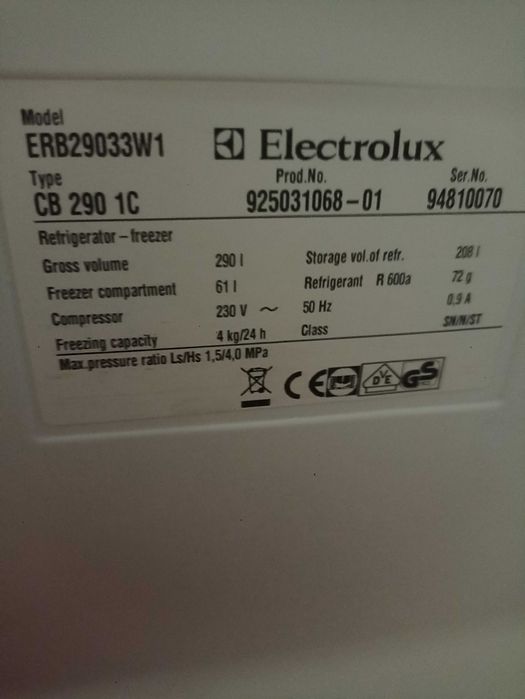 Model
ERB29033W1 Electrolux
Type Prod.No. Ser.No.
CB 290 1C 925031068-01 94810070
Refrigerator-freezer
Gross volume 290 l Storage vol.of refr. 208 l
Freezer compartment 61 l Refrigerant R 600a 72 g
Compressor 230 V ~ 50 Hz 0,9 A
Freezing capacity 4 kg/24 h Class SN/N/ST
Max.pressure ratio Ls/Hs 1,5/4,0 MPa
CE DVE GS